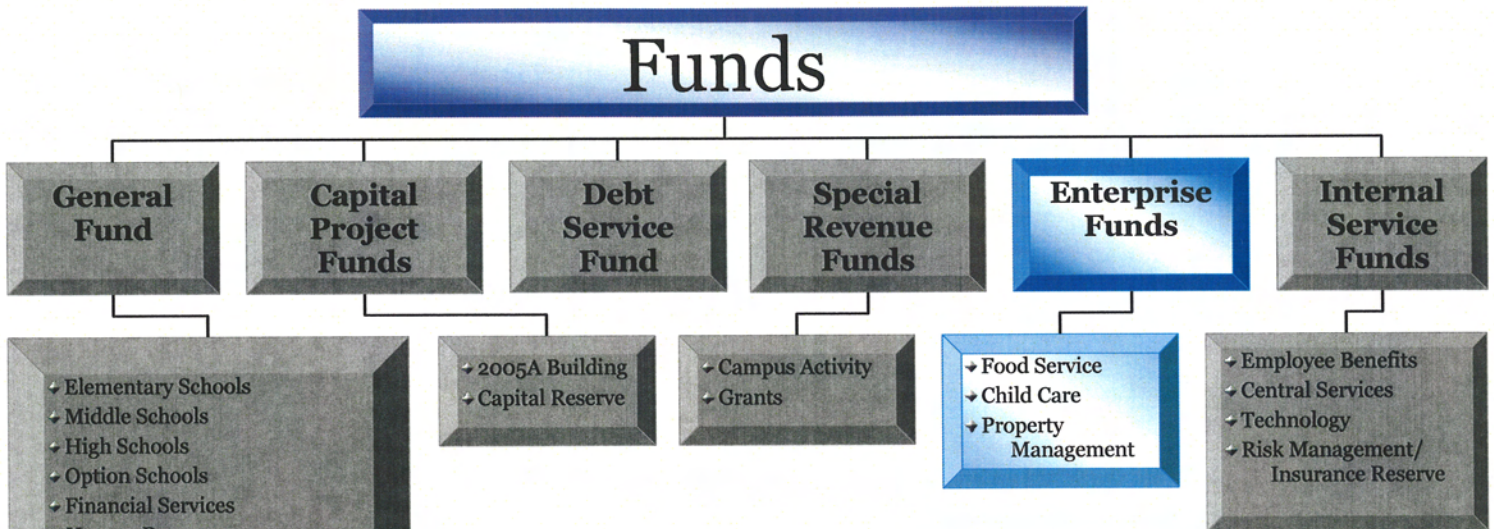 Funds
General
Fund
Capital
Project
Funds
Debt
Service
Fund
Special
Revenue
Funds
Enterprise
Funds
Internal
Service
Funds
Elementary Schools
Middle Schools
High Schools
Option Schools
Financial Services
2005A Building
Capital Reserve
Campus Activity
Grants
Food Service
Child Care
Property
Management
Employee Benefits
Central Services
Technology
Risk Management/
Insurance Reserve